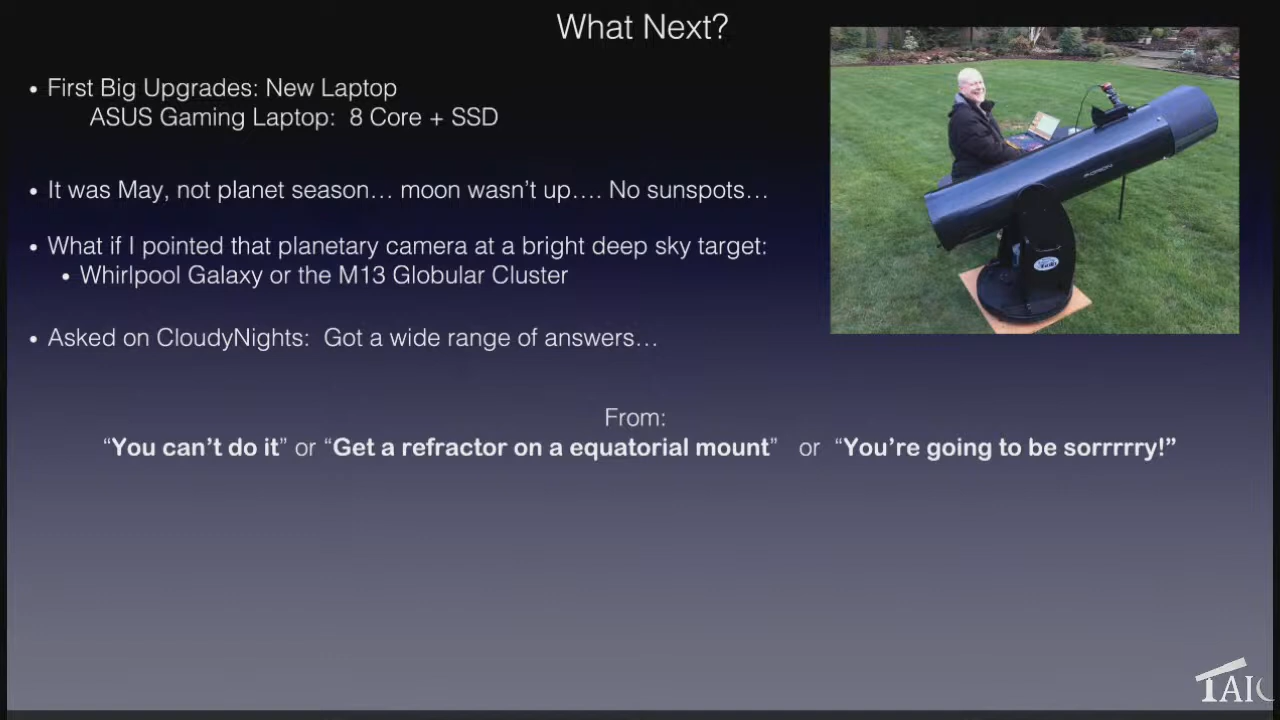 What Next?
• First Big Upgrades: New Laptop
ASUS Gaming Laptop: 8 Core + SSD
• It was May, not planet season… moon wasn't up…. No sunspots…
• What if I pointed that planetary camera at a bright deep sky target:
• Whirlpool Galaxy or the M13 Globular Cluster
• Asked on CloudyNights: Got a wide range of answers…
From:
“You can't do it” or “Get a refractor on a equatorial mount” or “You're going to be sorrrrry!”
ORION
TAIC